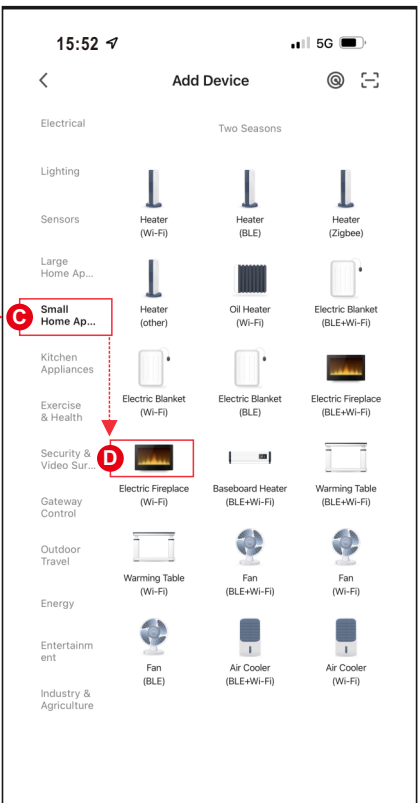 15:52
5G
Add Device
Electrical
Lighting
Sensors
Large
Home Ap...
C
Small
Home Ap...
Kitchen
Appliances
Exercise
& Health
Security &
Video Sur...
Gateway
Control
Outdoor
Travel
Energy
Entertainm
ent
Industry &
Agriculture
Two Seasons
Heater
(Wi-Fi)
Heater
(BLE)
Heater
(Zigbee)
Heater
(other)
Oil Heater
(Wi-Fi)
Electric Blanket
(BLE+Wi-Fi)
Electric Blanket
(Wi-Fi)
Electric Blanket
(BLE)
Electric Fireplace
(BLE+Wi-Fi)
D
Electric Fireplace
(Wi-Fi)
Baseboard Heater
(BLE+Wi-Fi)
Warming Table
(BLE+Wi-Fi)
Warming Table
(Wi-Fi)
Fan
(BLE+Wi-Fi)
Fan
(Wi-Fi)
Fan
(BLE)
Air Cooler
(BLE+Wi-Fi)
Air Cooler
(Wi-Fi)